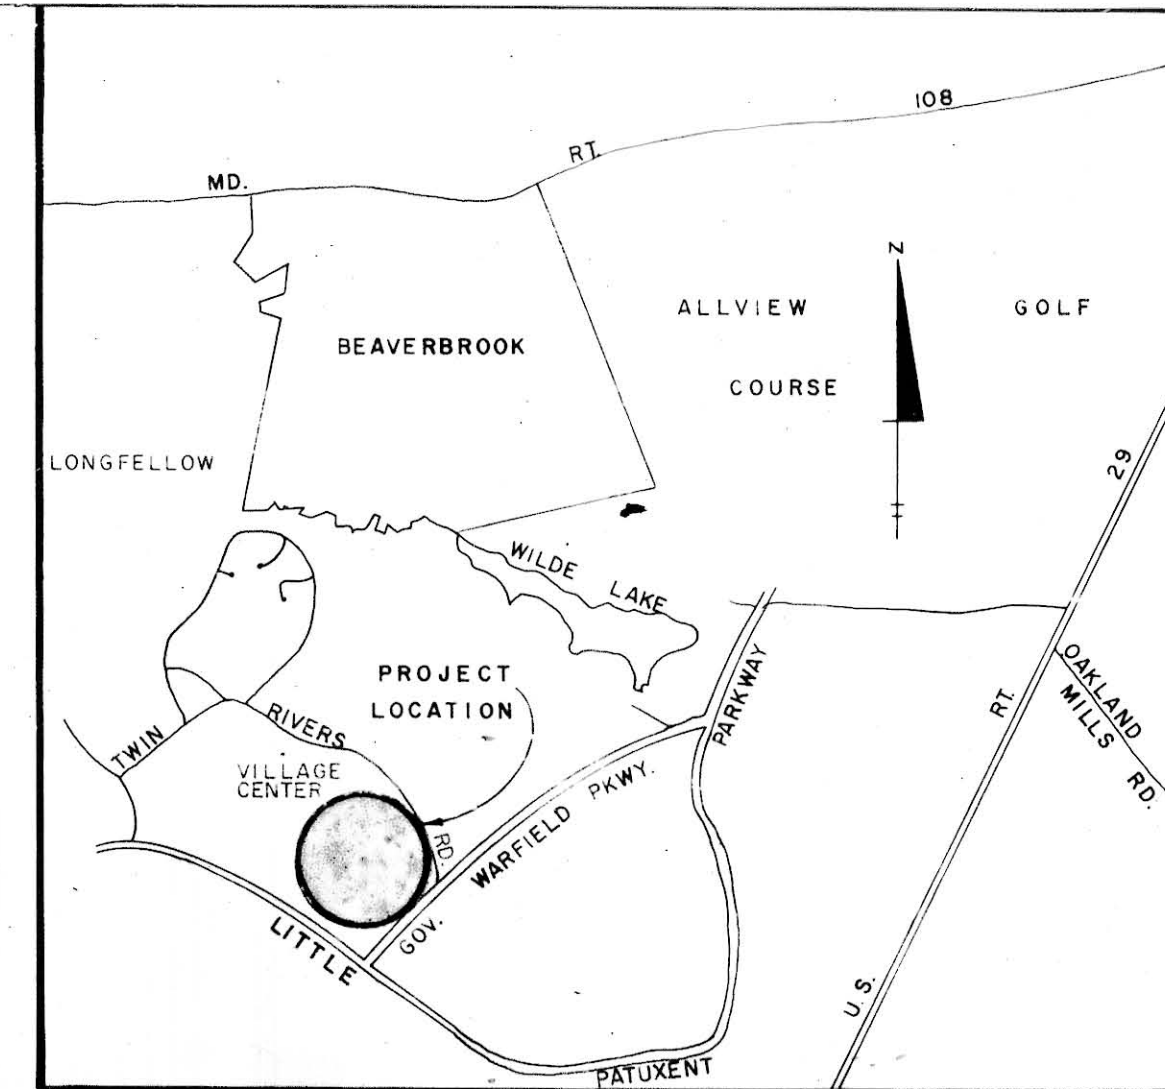 108
RT.
MD.
N
ALLVIEW GOLF
COURSE
BEAVERBROOK
LONGFELLOW
29
WILDE LAKE
PROJECT
LOCATION
TWIN RIVERS RD.
VILLAGE
CENTER
PARKWAY
RT.
OAKLAND
MILLS
RD.
GOV. WARFIELD PKWY.
LITTLE
U.S.
PATUXENT